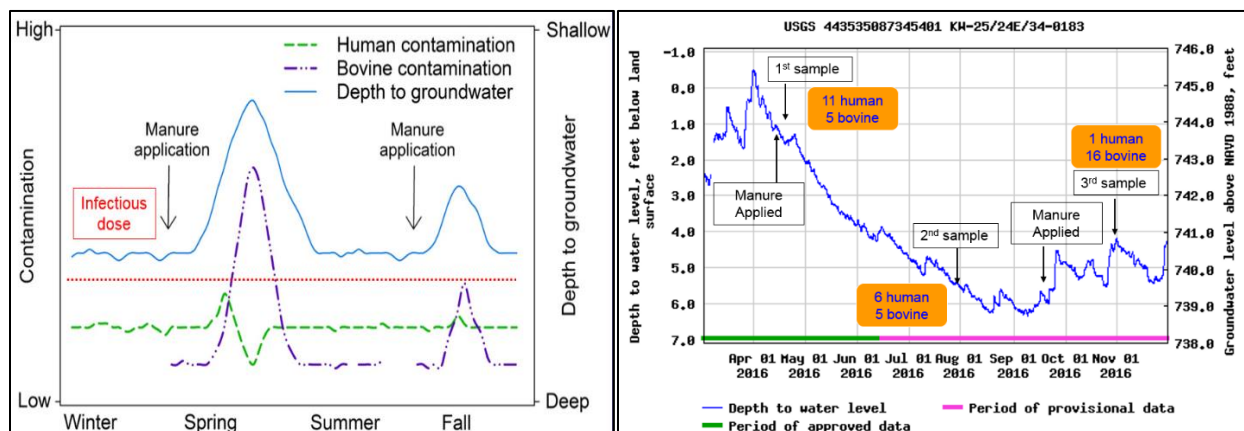 High
Shallow
Human contamination
Bovine contamination
Depth to groundwater
Manure
application
Manure
application
Infectious
dose
Contamination
Depth to groundwater
Low
Deep
Winter
Spring
Summer
Fall
USGS 443535087345401 KW-25/24E/34-0183
Depth to water level, feet below land
surface
Groundwater level above NAVD 1988, feet
-1.0
0.0
1.0
2.0
3.0
4.0
5.0
6.0
7.0
746.0
745.0
744.0
743.0
742.0
741.0
740.0
739.0
738.0
1st sample
11 human
5 bovine
Manure
Applied
2nd sample
6 human
5 bovine
Manure
Applied
1 human
16 bovine
3rd sample
Apr 01 May 01 Jun 01 Jul 01 Aug 01 Sep 01 Oct 01 Nov 01
2016 2016 2016 2016 2016 2016 2016 2016
Depth to water level
Period of provisional data
Period of approved data